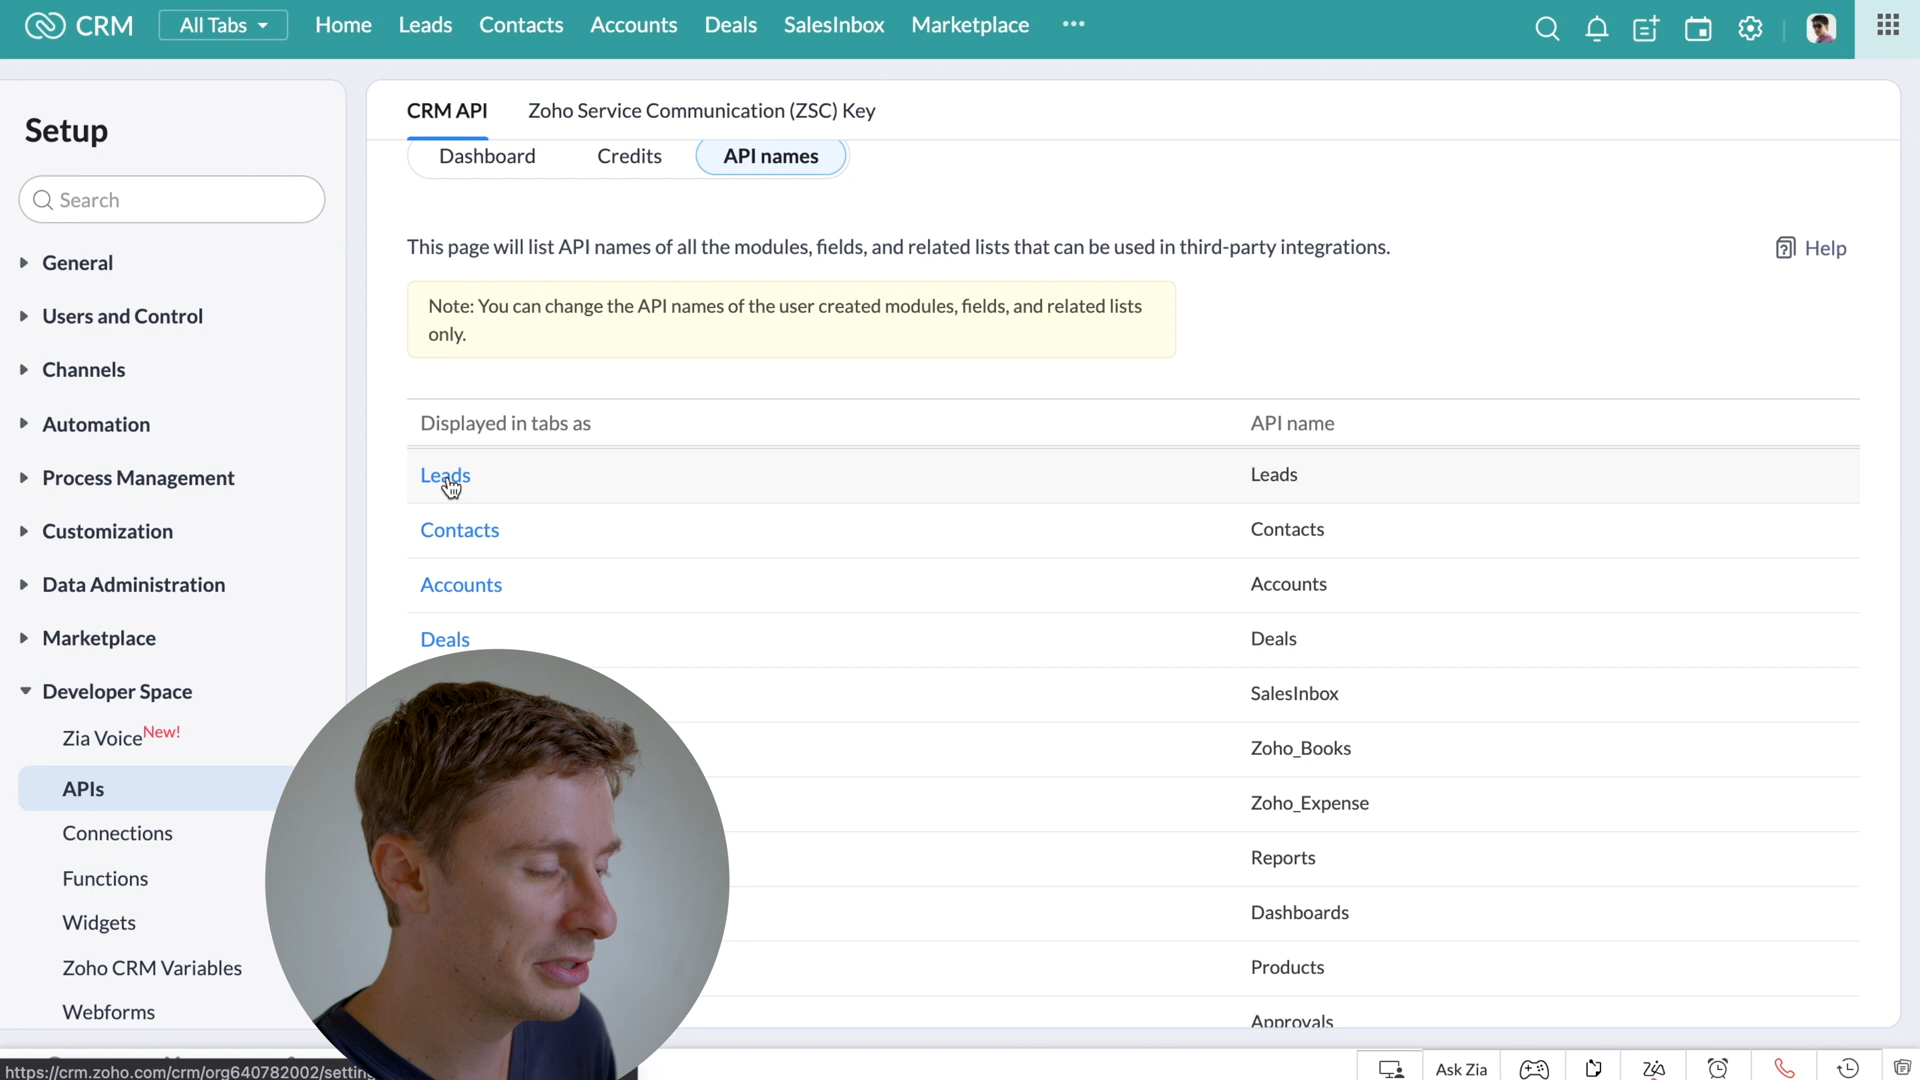 CRM
All Tabs
Home
Leads
Contacts
Accounts
Deals
SalesInbox
Marketplace
Setup
Search
General
Users and Control
Channels
Automation
Process Management
Customization
Data Administration
Marketplace
Developer Space
Zia Voice New!
APIs
Connections
Functions
Widgets
Zoho CRM Variables
Webforms
CRM API
Zoho Service Communication (ZSC) Key
Dashboard
Credits
API names
This page will list API names of all the modules, fields, and related lists that can be used in third-party integrations.
Help
Note: You can change the API names of the user created modules, fields, and related lists
only.
Displayed in tabs as
API name
Leads
Leads
Contacts
Contacts
Accounts
Accounts
Deals
Deals
SalesInbox
Zoho_Books
Zoho_Expense
Reports
Dashboards
Products
Approvals
https://crm.zoho.com/crm/org640782002/setting
Ask Zia